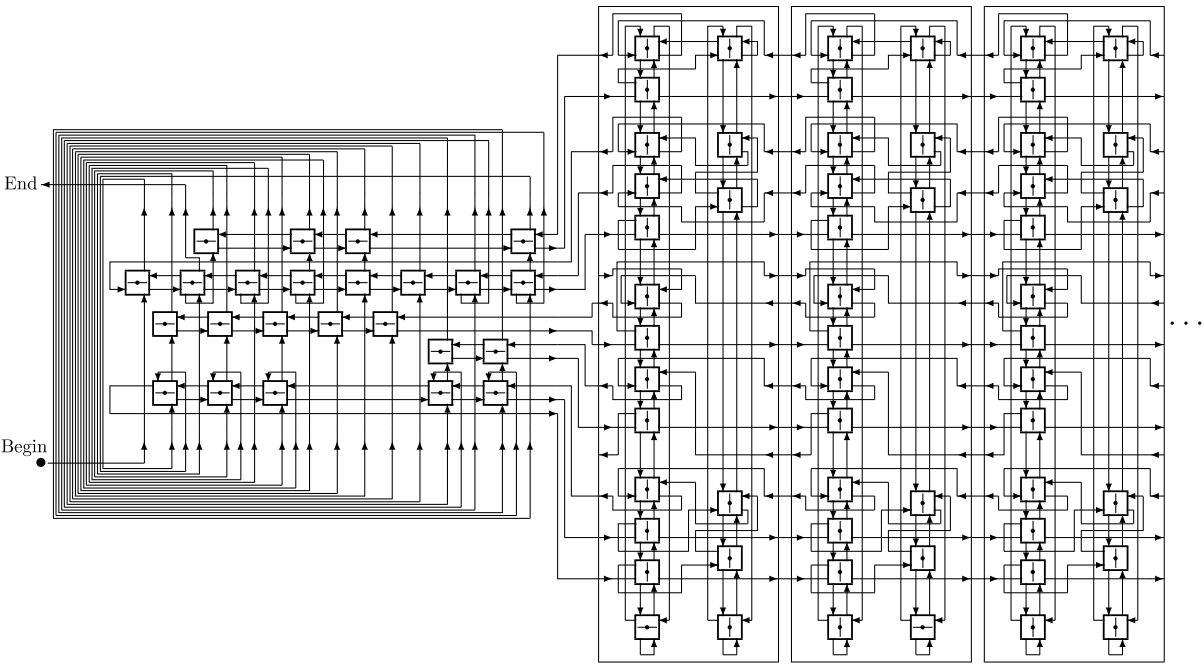 End
Begin
. . .